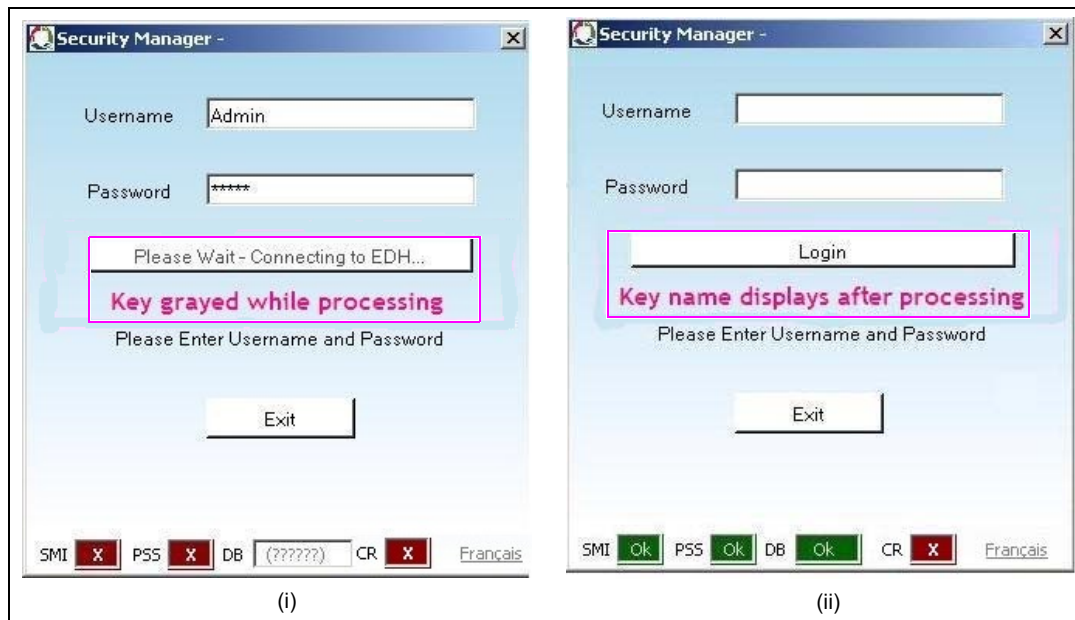 Security Manager -
Username Admin
Password *****
Please Wait - Connecting to EDH...
Key grayed while processing
Please Enter Username and Password
Exit
SMI X PSS X DB (??????) CR X Français
(i)
Security Manager -
Username
Password
Login
Key name displays after processing
Please Enter Username and Password
Exit
SMI Ok PSS Ok DB Ok CR X Français
(ii)